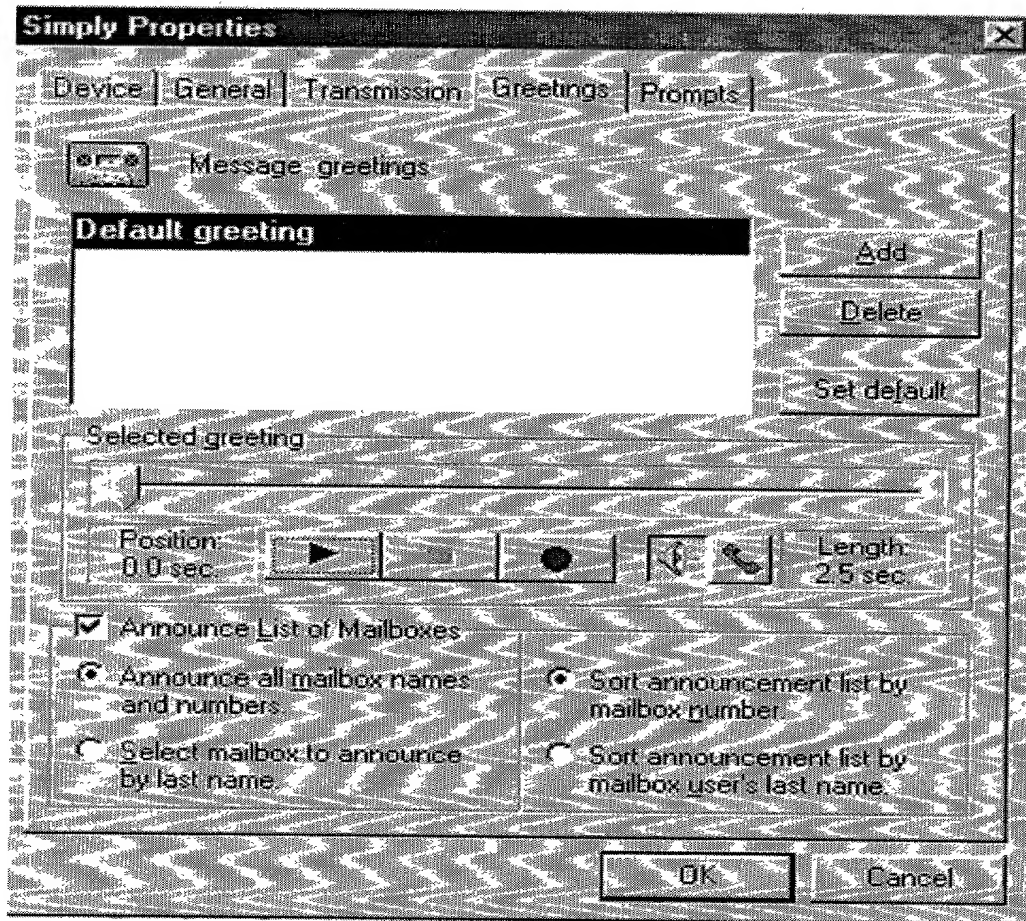 Simply Properties
Device
General
Transmission
Greetings
Prompts
Message greetings
Default greeting
Add
Delete
Set default
Selected greeting
Position:
0.0 sec.
Length:
2.5 sec.
Announce List of Mailboxes
Announce all mailbox names
and numbers.
Select mailbox to announce
by last name.
Sort announcement list by
mailbox number.
Sort announcement list by
mailbox user's last name.
OK
Cancel